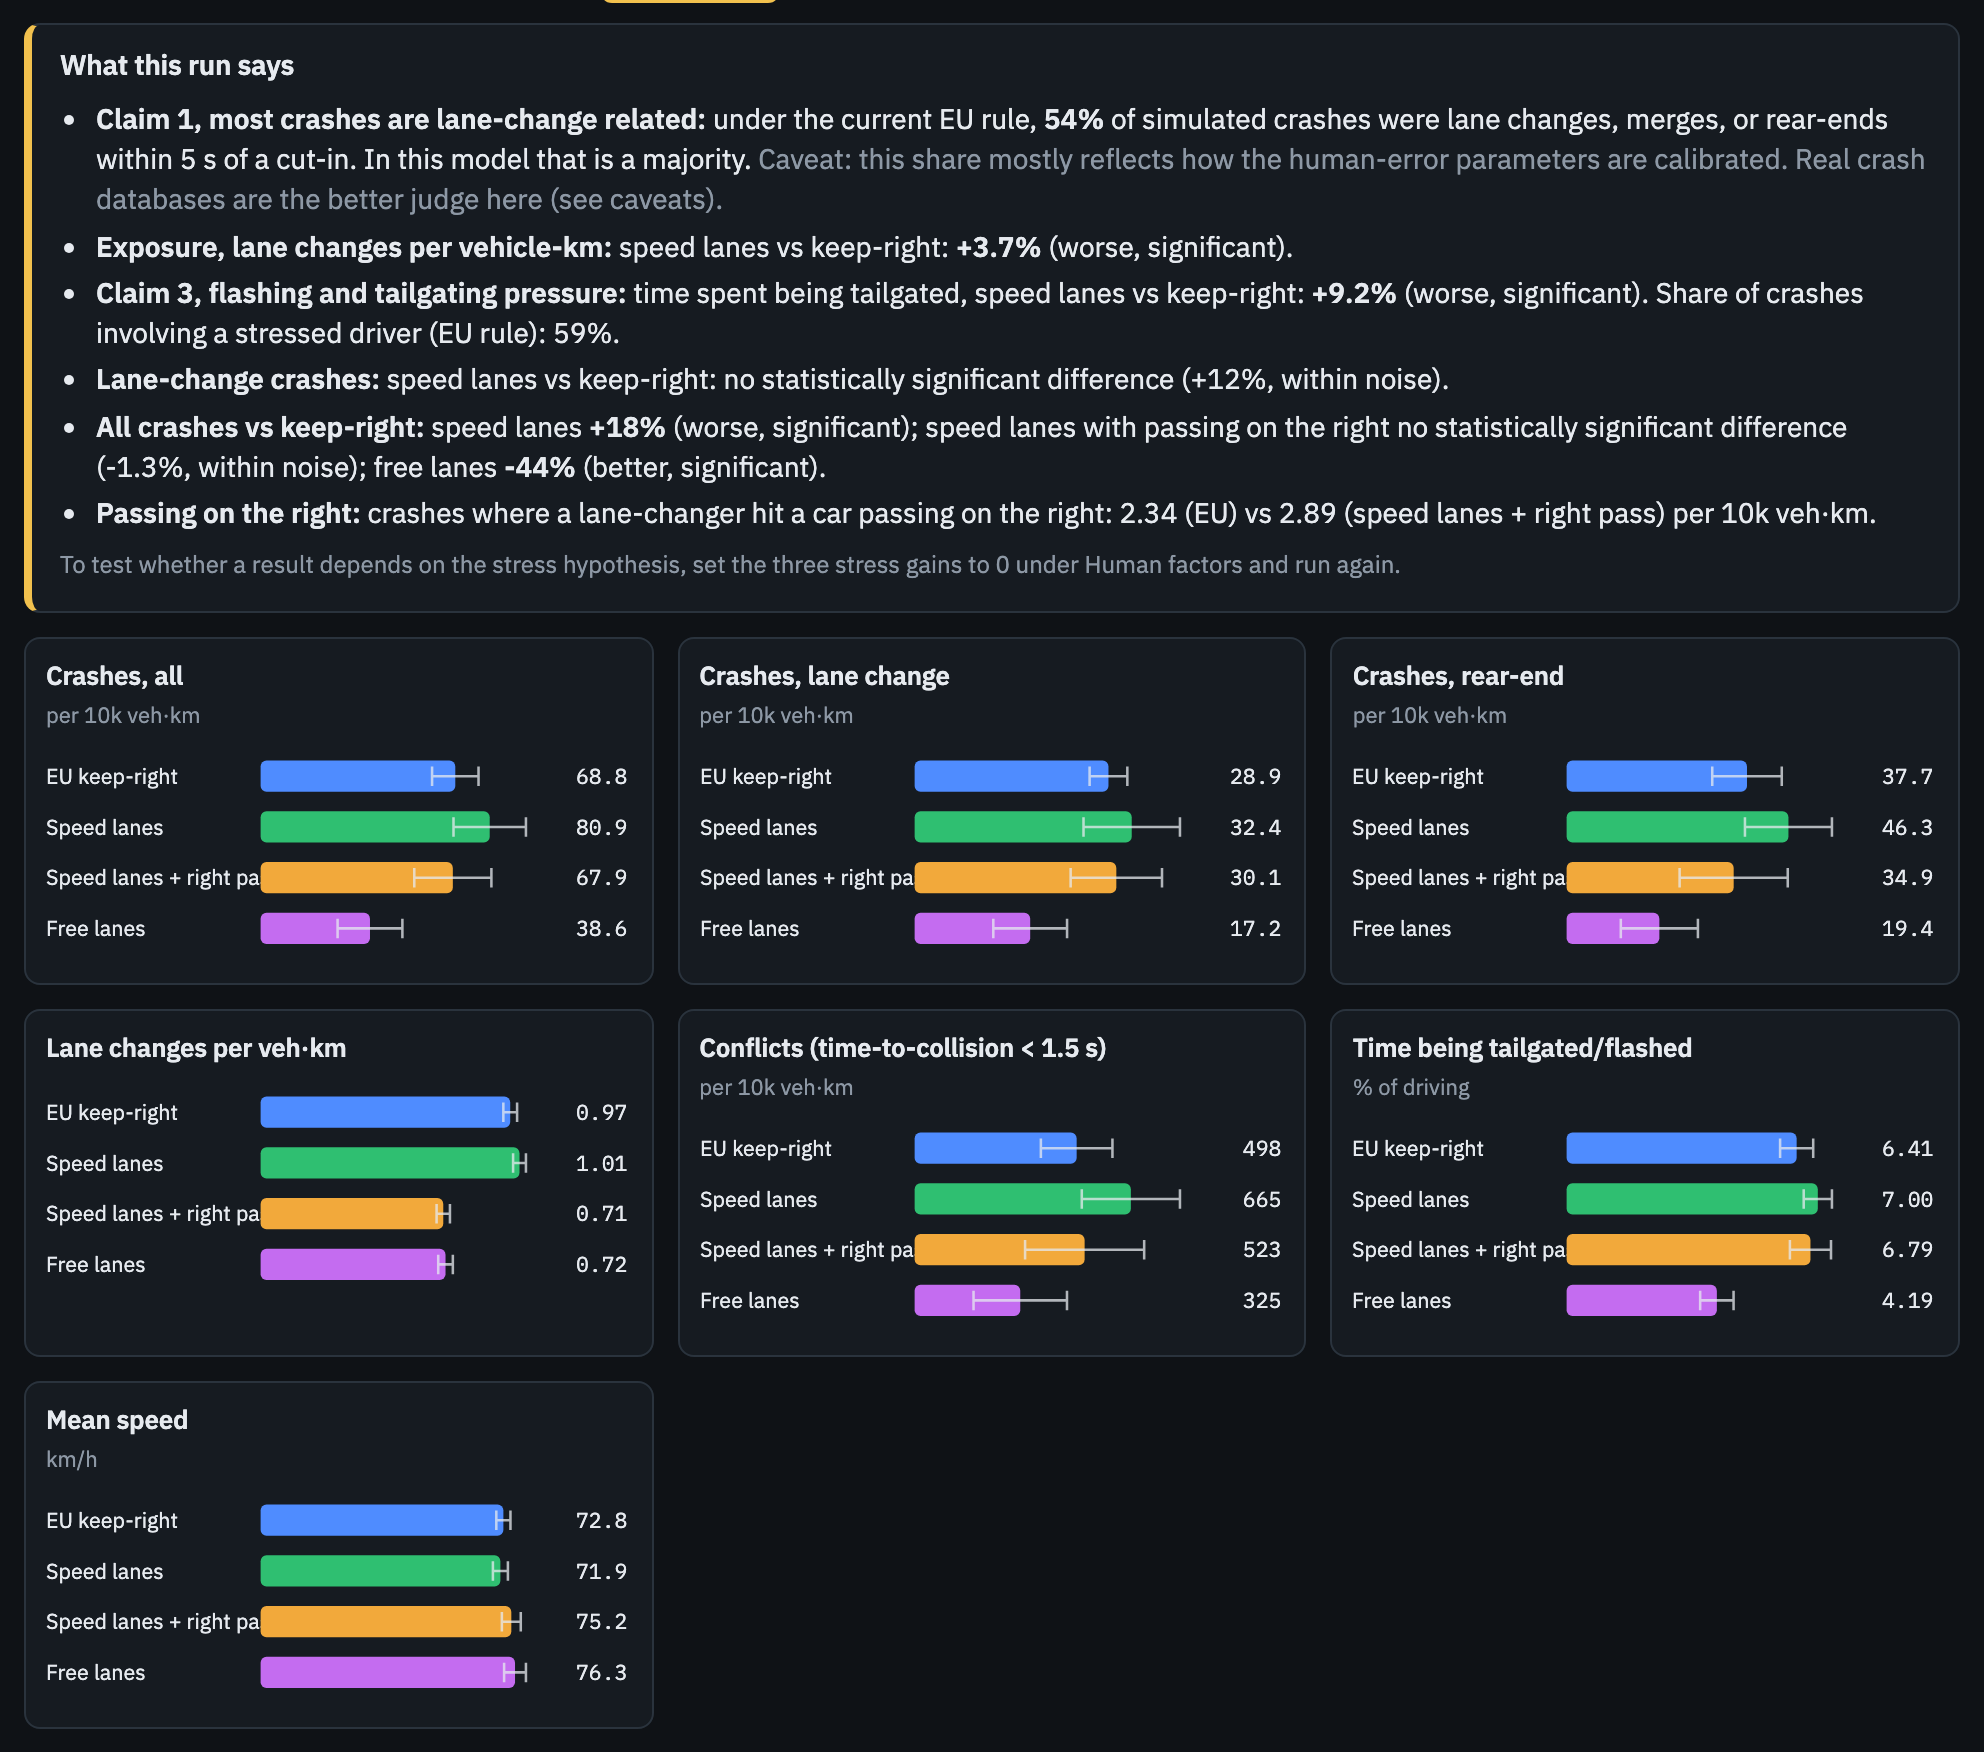 What this run says
• Claim 1, most crashes are lane-change related: under the current EU rule, 54% of simulated crashes were lane changes, merges, or rear-ends
within 5 s of a cut-in. In this model that is a majority. Caveat: this share mostly reflects how the human-error parameters are calibrated. Real crash
databases are the better judge here (see caveats).
• Exposure, lane changes per vehicle-km: speed lanes vs keep-right: +3.7% (worse, significant).
• Claim 3, flashing and tailgating pressure: time spent being tailgated, speed lanes vs keep-right: +9.2% (worse, significant). Share of crashes
involving a stressed driver (EU rule): 59%.
• Lane-change crashes: speed lanes vs keep-right: no statistically significant difference (+12%, within noise).
• All crashes vs keep-right: speed lanes +18% (worse, significant); speed lanes with passing on the right no statistically significant difference
(-1.3%, within noise); free lanes -44% (better, significant).
• Passing on the right: crashes where a lane-changer hit a car passing on the right: 2.34 (EU) vs 2.89 (speed lanes + right pass) per 10k veh·km.
To test whether a result depends on the stress hypothesis, set the three stress gains to 0 under Human factors and run again.
Crashes, all
per 10k veh·km
EU keep-right 68.8
Speed lanes 80.9
Speed lanes + right pa 67.9
Free lanes 38.6
Crashes, lane change
per 10k veh·km
EU keep-right 28.9
Speed lanes 32.4
Speed lanes + right pa 30.1
Free lanes 17.2
Crashes, rear-end
per 10k veh·km
EU keep-right 37.7
Speed lanes 46.3
Speed lanes + right pa 34.9
Free lanes 19.4
Lane changes per veh·km
EU keep-right 0.97
Speed lanes 1.01
Speed lanes + right pa 0.71
Free lanes 0.72
Conflicts (time-to-collision < 1.5 s)
per 10k veh·km
EU keep-right 498
Speed lanes 665
Speed lanes + right pa 523
Free lanes 325
Time being tailgated/flashed
% of driving
EU keep-right 6.41
Speed lanes 7.00
Speed lanes + right pa 6.79
Free lanes 4.19
Mean speed
km/h
EU keep-right 72.8
Speed lanes 71.9
Speed lanes + right pa 75.2
Free lanes 76.3